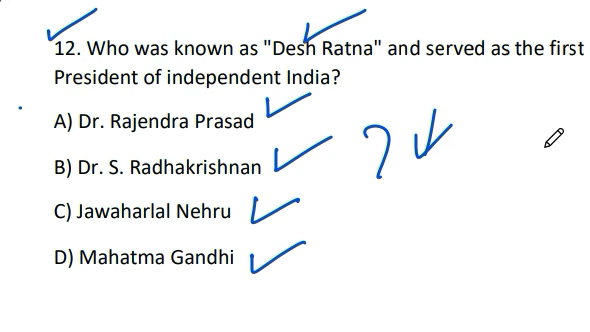 12. Who was known as "Desh Ratna" and served as the first
President of independent India?
A) Dr. Rajendra Prasad
B) Dr. S. Radhakrishnan
C) Jawaharlal Nehru
D) Mahatma Gandhi
?